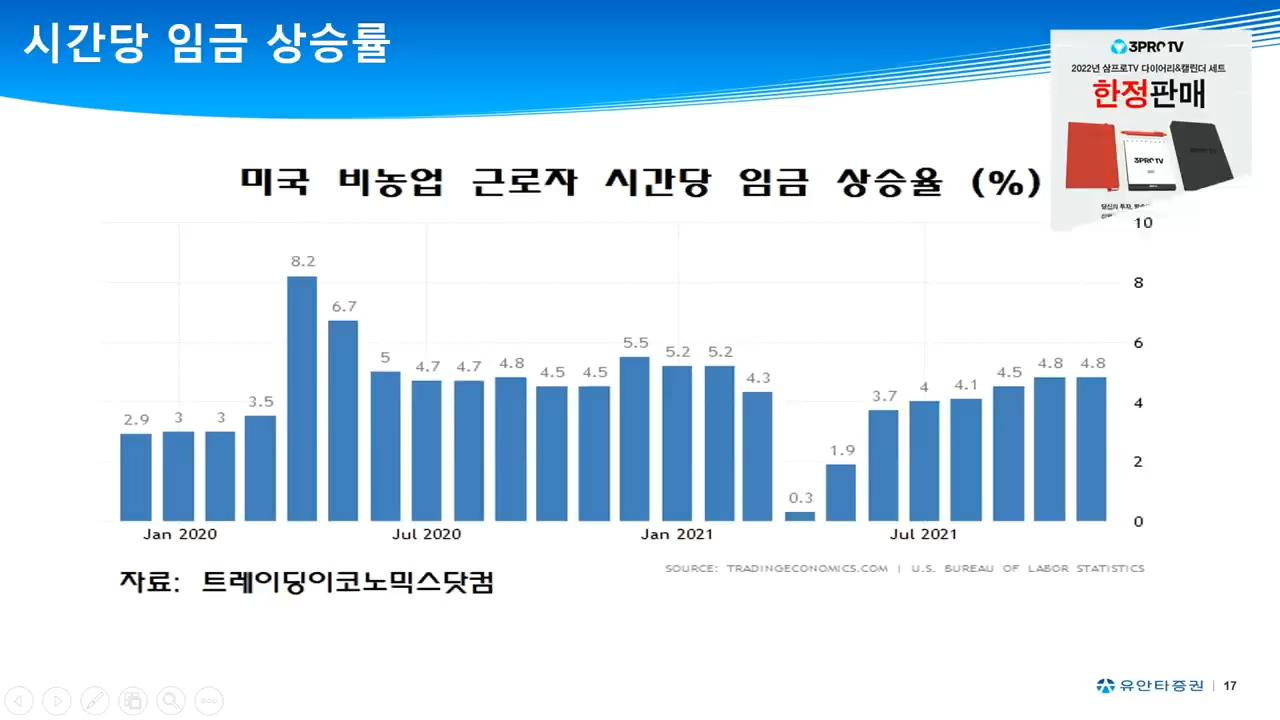 시간당 임금 상승률
3PRO TV
2022년 삼프로TV 다이어리&캘린더 세트
한정판매
3PRO TV
미국 비농업 근로자 시간당 임금 상승율 (%)
10
8
6
4
2
0
2.9
3
3
3.5
8.2
6.7
5
4.7
4.7
4.8
4.5
4.5
5.5
5.2
5.2
4.3
0.3
1.9
3.7
4
4.1
4.5
4.8
4.8
Jan 2020
Jul 2020
Jan 2021
Jul 2021
SOURCE: TRADINGECONOMICS.COM | U.S. BUREAU OF LABOR STATISTICS
자료: 트레이딩이코노믹스닷컴
유안타증권 | 17